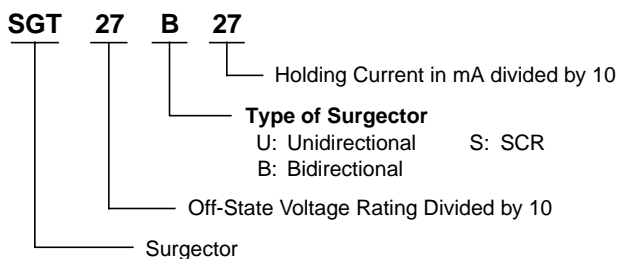 SGT 27 B 27
Holding Current in mA divided by 10
Type of Surgector
U: Unidirectional S: SCR
B: Bidirectional
Off-State Voltage Rating Divided by 10
Surgector